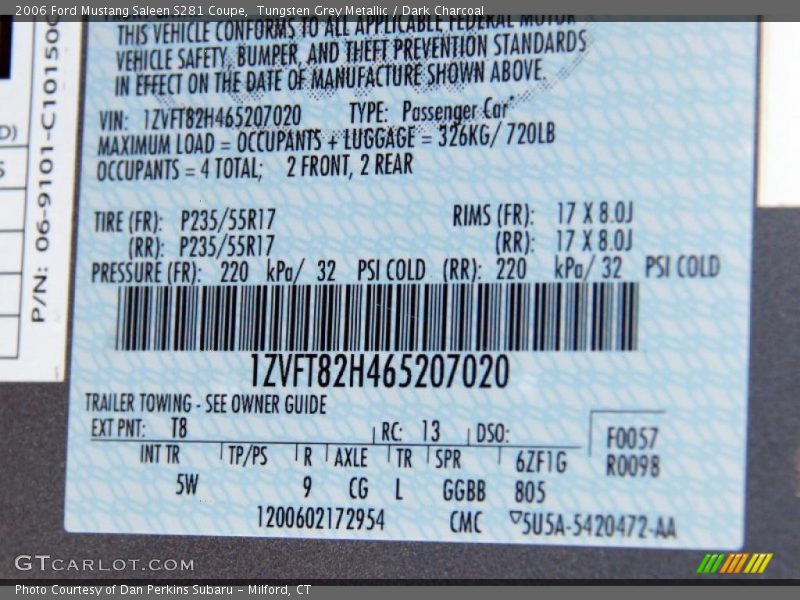 2006 Ford Mustang Saleen S281 Coupe,  Tungsten Grey Metallic / Dark Charcoal
THIS VEHICLE CONFORMS TO ALL APPLICABLE FEDERAL MOTOR
VEHICLE SAFETY, BUMPER, AND THEFT PREVENTION STANDARDS
IN EFFECT ON THE DATE OF MANUFACTURE SHOWN ABOVE.
VIN: 1ZVFT82H465207020 TYPE: Passenger Car
MAXIMUM LOAD = OCCUPANTS + LUGGAGE = 326KG/ 720LB
OCCUPANTS = 4 TOTAL; 2 FRONT, 2 REAR
TIRE (FR): P235/55R17 RIMS (FR): 17 X 8.0J
(RR): P235/55R17 (RR): 17 X 8.0J
PRESSURE (FR): 220 kPa/ 32 PSI COLD (RR): 220 kPa/ 32 PSI COLD
1ZVFT82H465207020
TRAILER TOWING - SEE OWNER GUIDE
EXT PNT: T8 RC: 13 DSO: F0057
INT TR TP/PS R AXLE TR SPR 6ZF1G R0098
5W 9 CG L GGBB 805
1200602172954 CMC ▽5U5A-5420472-AA
P/N: 06-9101-C10150C
GTCARLOT.COM
Photo Courtesy of Dan Perkins Subaru - Milford, CT